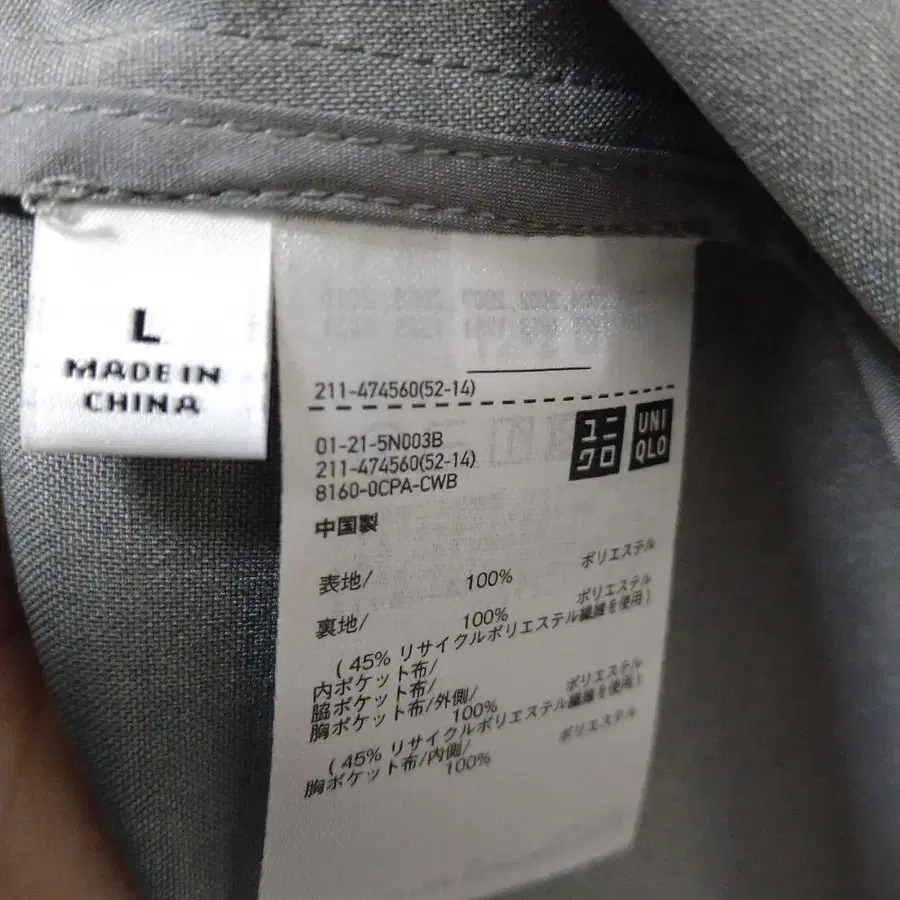 L
MADE IN
CHINA
211-474560(52-14)
01-21-5N003B
211-474560(52-14)
8160-0CPA-CWB
ユニ
クロ
UNI
QLO
中国製
表地/ 100% ポリエステル
裏地/ 100% ポリエステル
( 45% リサイクルポリエステル繊維を使用 )
内ポケット布/
脇ポケット布/
胸ポケット布/外側/
100% ポリエステル
( 45% リサイクルポリエステル繊維を使用 )
胸ポケット布/内側/
100% ポリエステル